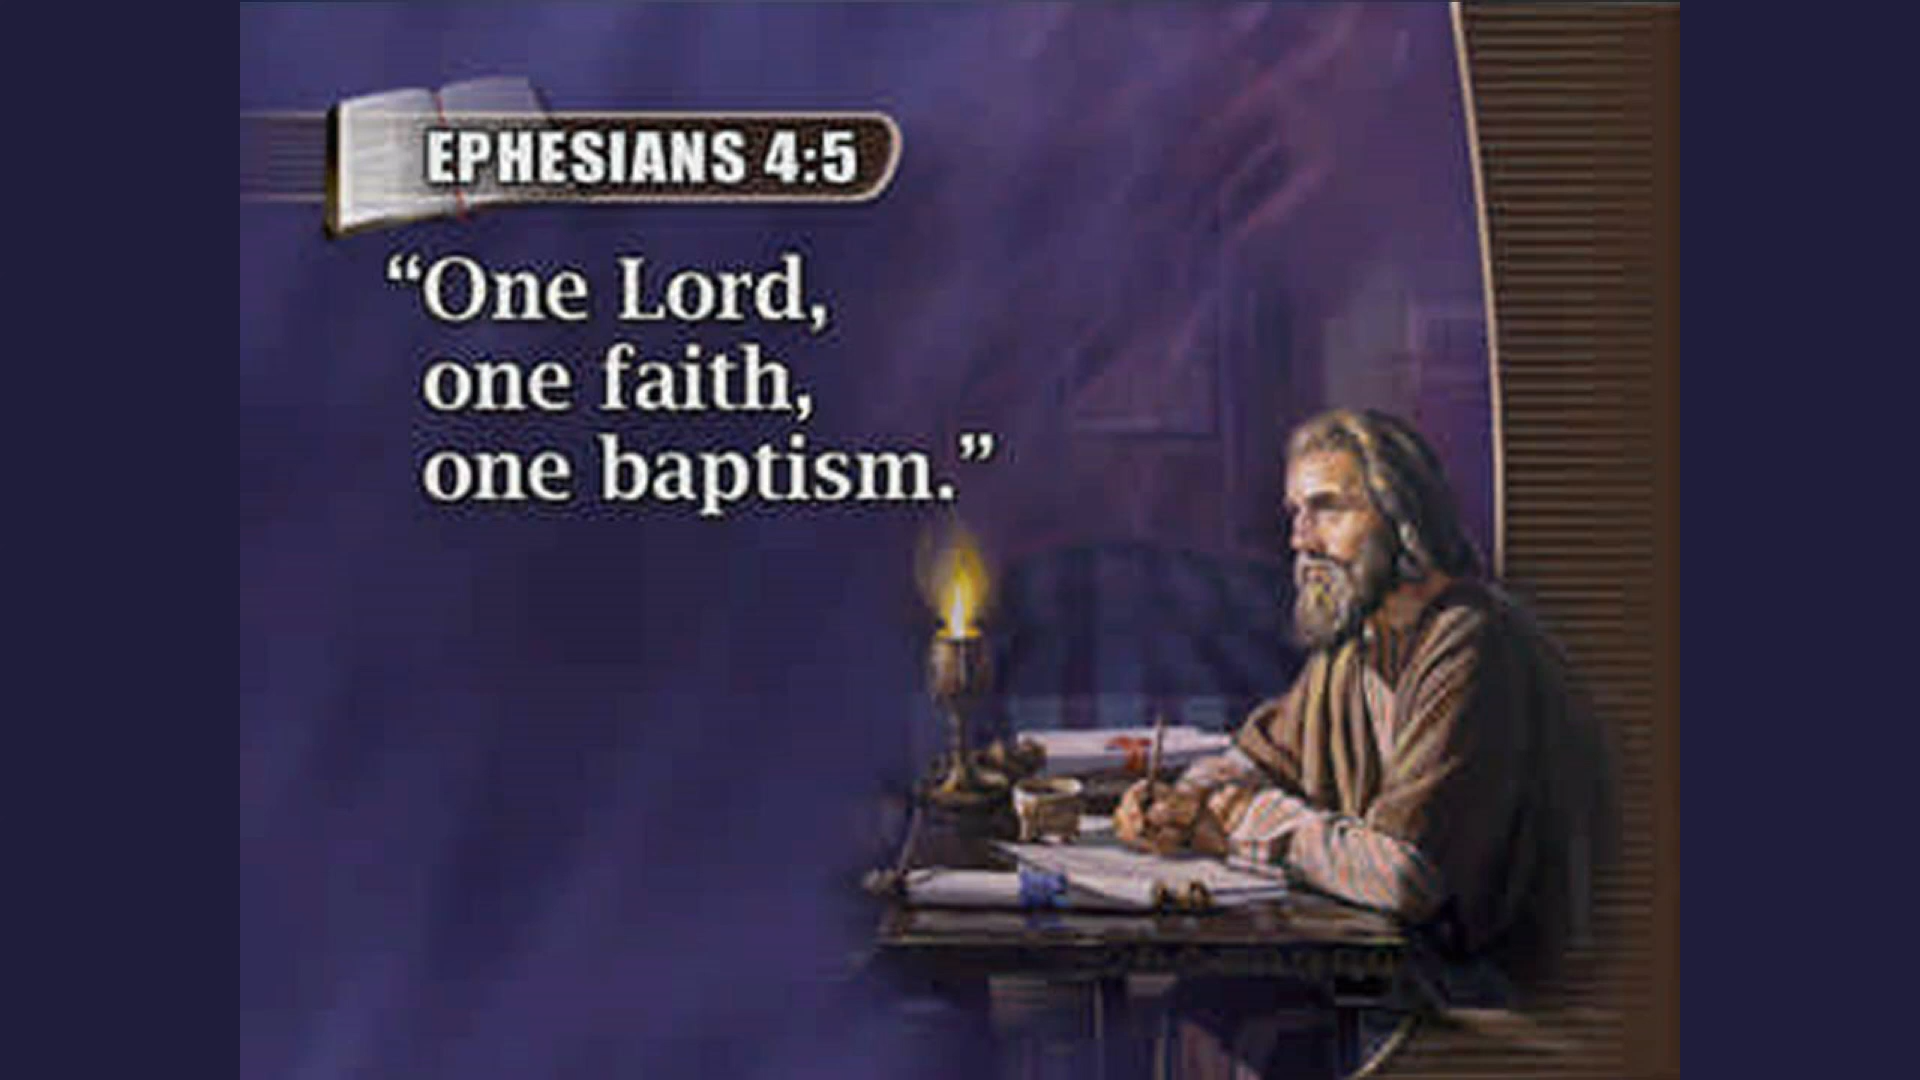 EPHESIANS 4:5
“One Lord,
one faith,
one baptism.”